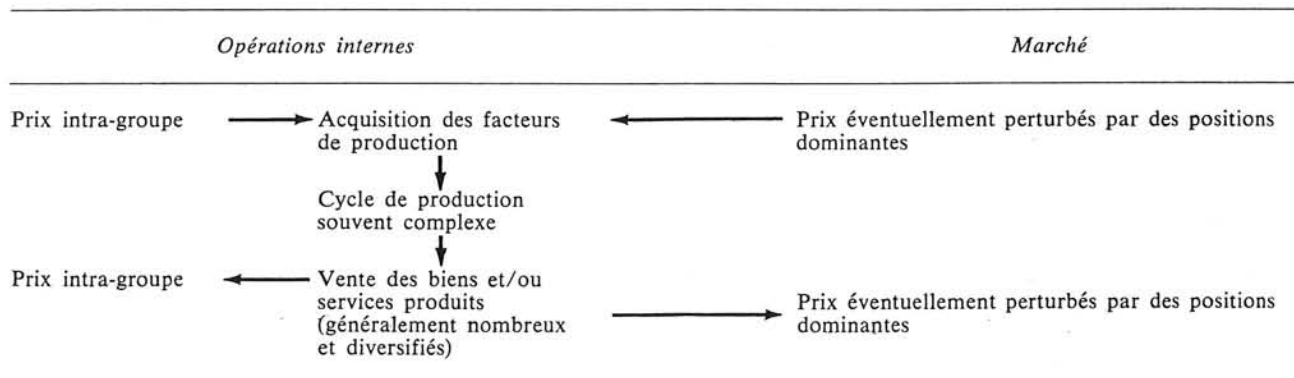 Opérations internes
Marché
Prix intra-groupe
Acquisition des facteurs
de production
Prix éventuellement perturbés par des positions
dominantes
Cycle de production
souvent complexe
Prix intra-groupe
Vente des biens et/ou
services produits
(généralement nombreux
et diversifiés)
Prix éventuellement perturbés par des positions
dominantes